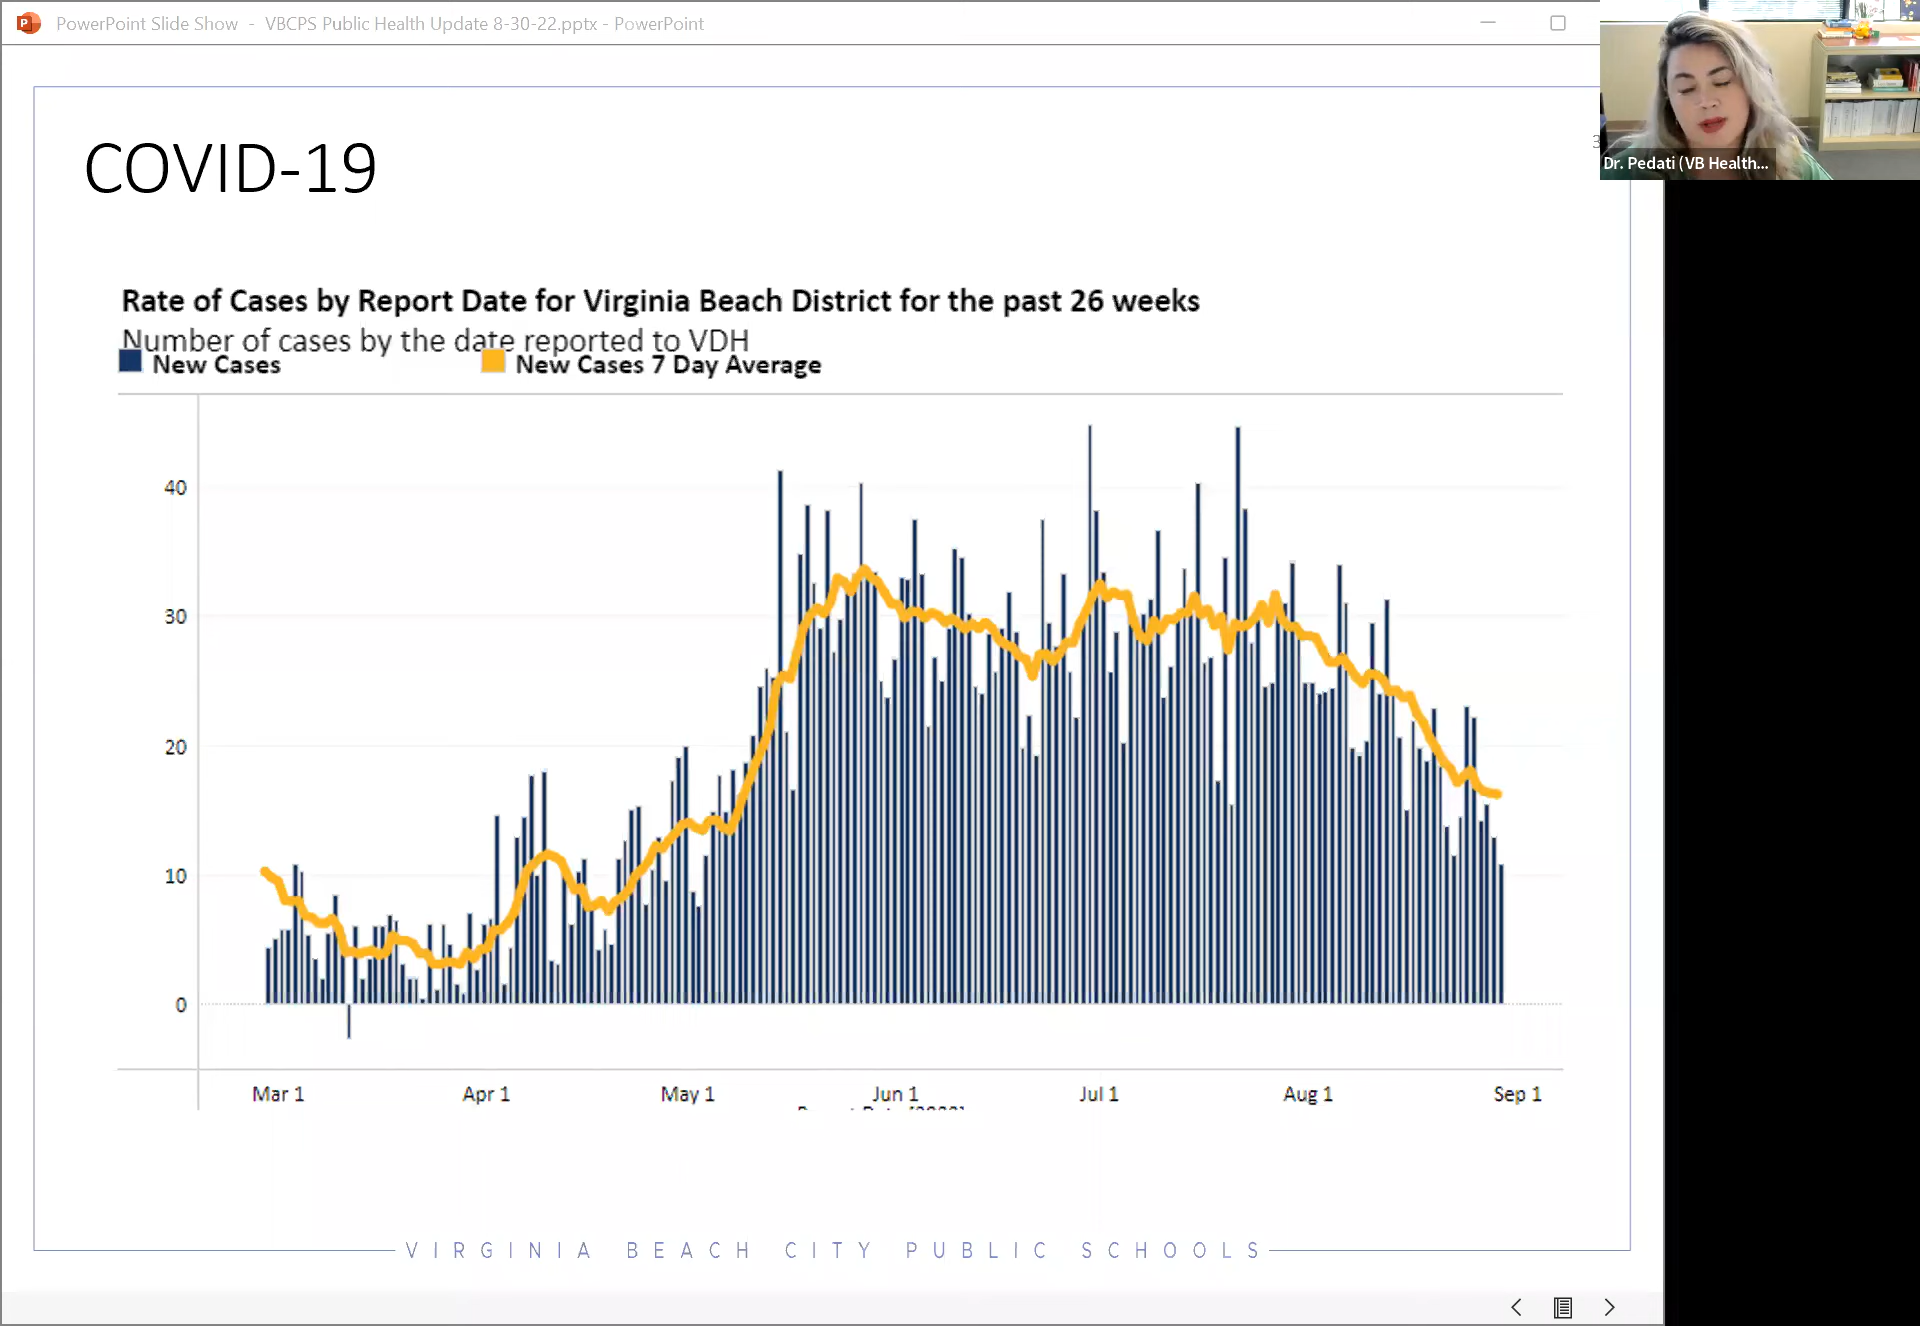 PowerPoint Slide Show - VBCPS Public Health Update 8-30-22.pptx - PowerPoint
Dr. Pedati (VB Health...
3
COVID-19
Rate of Cases by Report Date for Virginia Beach District for the past 26 weeks
Number of cases by the date reported to VDH
New Cases
New Cases 7 Day Average
40
30
20
10
0
Mar 1
Apr 1
May 1
Jun 1
Jul 1
Aug 1
Sep 1
VIRGINIA BEACH CITY PUBLIC SCHOOLS